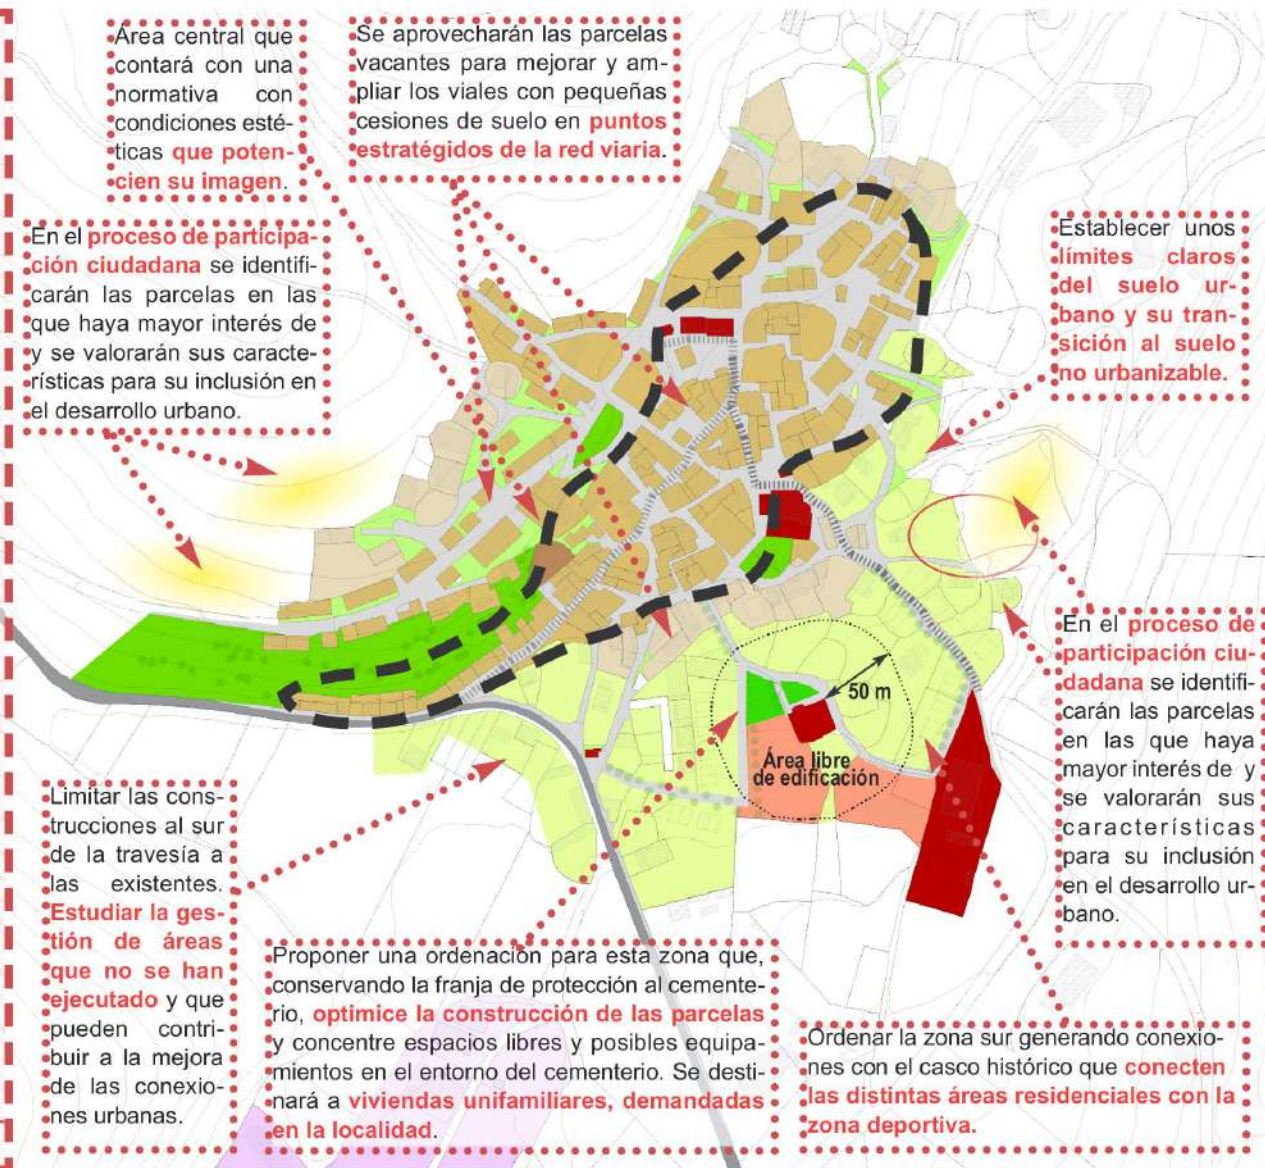 Área central que
contará con una
normativa con
condiciones esté-
ticas que poten-
cien su imagen.
Se aprovecharán las parcelas
vacantes para mejorar y am-
pliar los viales con pequeñas
cesiones de suelo en puntos
estratégidos de la red viaria.
En el proceso de participa-
ción ciudadana se identifi-
carán las parcelas en las
que haya mayor interés de
y se valorarán sus caracte-
rísticas para su inclusión en
el desarrollo urbano.
Establecer unos
límites claros
del suelo ur-
bano y su tran-
sición al suelo
no urbanizable.
En el proceso de
participación ciu-
dadana se identifi-
carán las parcelas
en las que haya
mayor interés de y
se valorarán sus
características
para su inclusión
en el desarrollo ur-
bano.
50 m
Área libre
de edificación
Limitar las cons-
trucciones al sur
de la travesía a
las existentes.
Estudiar la ges-
tión de áreas
que no se han
ejecutado y que
pueden contri-
buir a la mejora
de las conexio-
nes urbanas.
Proponer una ordenación para esta zona que,
conservando la franja de protección al cemente-
rio, optimice la construcción de las parcelas
y concentre espacios libres y posibles equipa-
mientos en el entorno del cementerio. Se desti-
nará a viviendas unifamiliares, demandadas
en la localidad.
Ordenar la zona sur generando conexio-
nes con el casco histórico que conecten
las distintas áreas residenciales con la
zona deportiva.